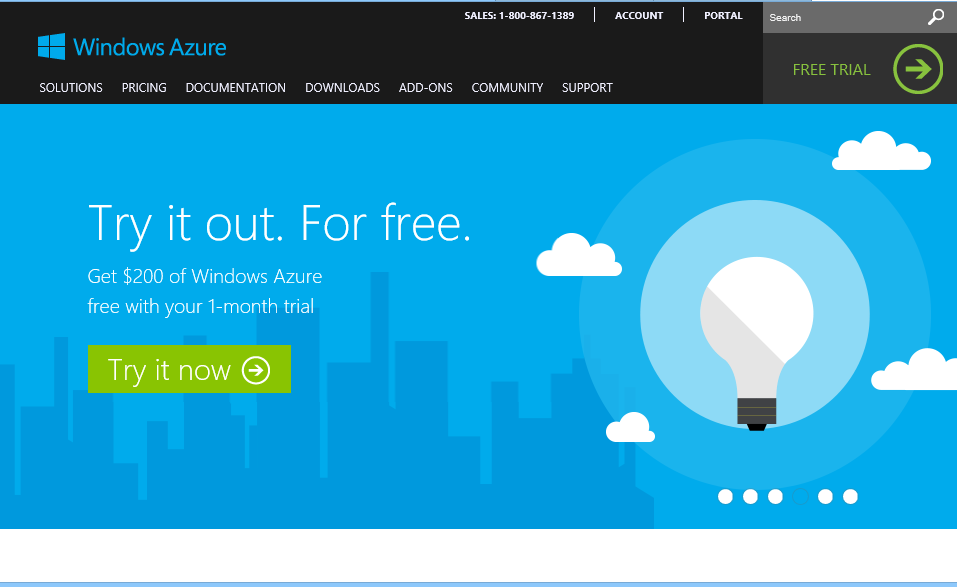 SALES: 1-800-867-1389
ACCOUNT
PORTAL
Search
Windows Azure
FREE TRIAL
SOLUTIONS PRICING DOCUMENTATION DOWNLOADS ADD-ONS COMMUNITY SUPPORT
Try it out. For free.
Get $200 of Windows Azure
free with your 1-month trial
Try it now